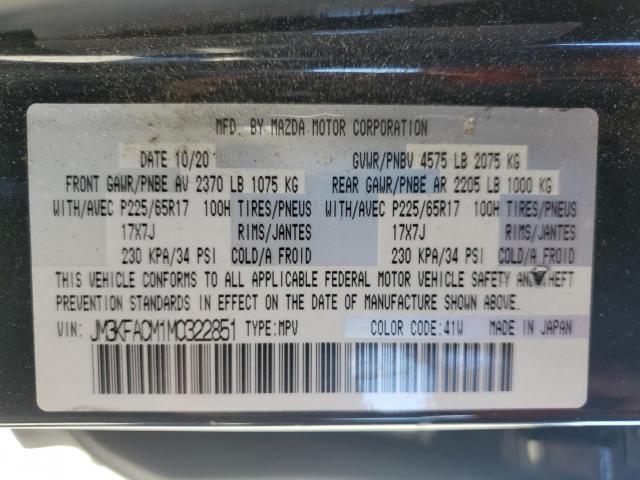 MFD. BY MAZDA MOTOR CORPORATION
DATE 10/20 GVWR/PNBV 4575 LB 2075 KG
FRONT GAWR/PNBE AV 2370 LB 1075 KG REAR GAWR/PNBE AR 2205 LB 1000 KG
WITH/AVEC P225/65R17 100H TIRES/PNEUS WITH/AVEC P225/65R17 100H TIRES/PNEUS
17X7J RIMS/JANTES 17X7J RIMS/JANTES
230 KPA/34 PSI COLD/A FROID 230 KPA/34 PSI COLD/A FROID
THIS VEHICLE CONFORMS TO ALL APPLICABLE FEDERAL MOTOR VEHICLE SAFETY AND THEFT
PREVENTION STANDARDS IN EFFECT ON THE DATE OF MANUFACTURE SHOWN ABOVE.
VIN: JM3KFACM1M0322851 TYPE:MPV COLOR CODE:41W MADE IN JAPAN